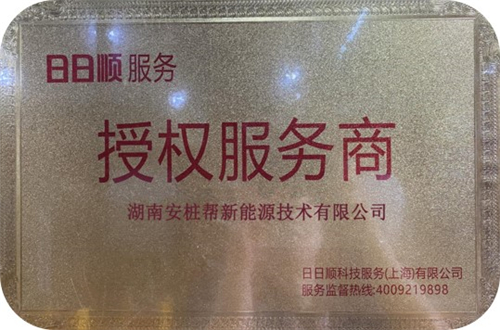 日日顺 服务
授权服务商
湖南安桩帮新能源技术有限公司
日日顺科技服务(上海)有限公司
服务监督热线:4009219898